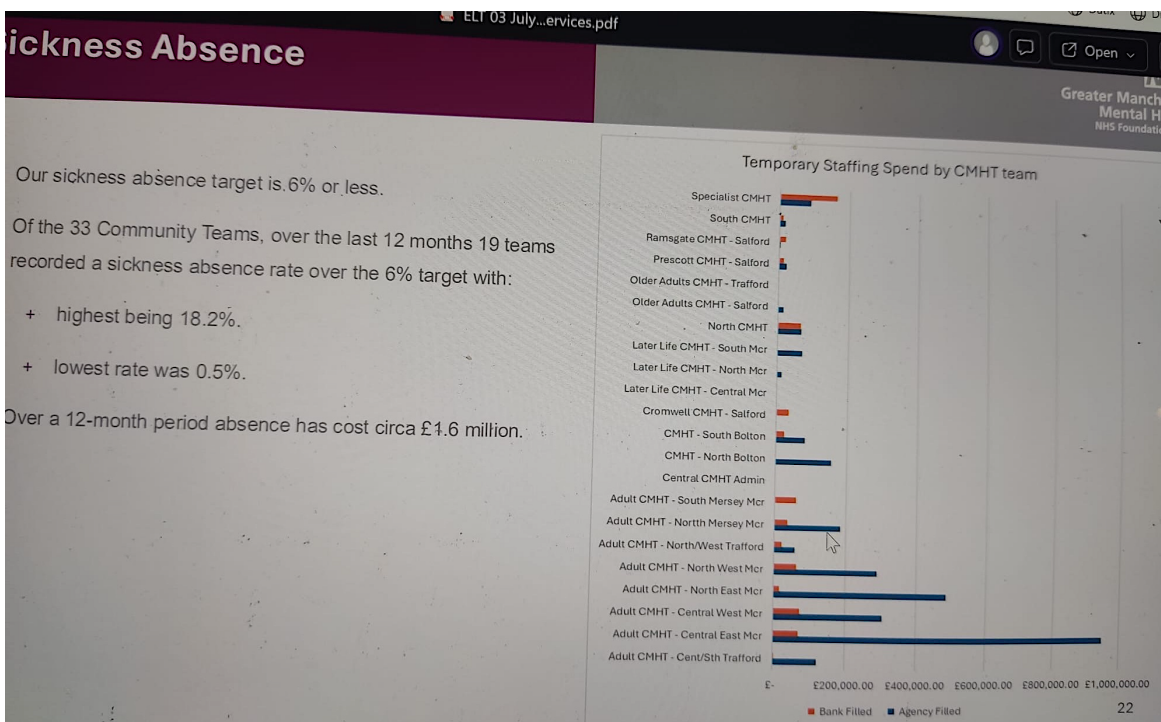 ELT 03 July...ervices.pdf
Open
ickness Absence
Greater Manch
Mental H
NHS Foundatio
Our sickness absence target is 6% or less.
Of the 33 Community Teams, over the last 12 months 19 teams
recorded a sickness absence rate over the 6% target with:
+ highest being 18.2%.
+ lowest rate was 0.5%.
Over a 12-month period absence has cost circa £1.6 million.
Temporary Staffing Spend by CMHT team
Specialist CMHT
South CMHT
Ramsgate CMHT - Salford
Prescott CMHT - Salford
Older Adults CMHT - Trafford
Older Adults CMHT - Salford
North CMHT
Later Life CMHT - South Mcr
Later Life CMHT - North Mcr
Later Life CMHT - Central Mcr
Cromwell CMHT - Salford
CMHT - South Bolton
CMHT - North Bolton
Central CMHT Admin
Adult CMHT - South Mersey Mcr
Adult CMHT - Nortth Mersey Mcr
Adult CMHT - North/West Trafford
Adult CMHT - North West Mcr
Adult CMHT - North East Mcr
Adult CMHT - Central West Mcr
Adult CMHT - Central East Mcr
Adult CMHT - Cent/Sth Trafford
£- £200,000.00 £400,000.00 £600,000.00 £800,000.00 £1,000,000.00
Bank Filled Agency Filled
22